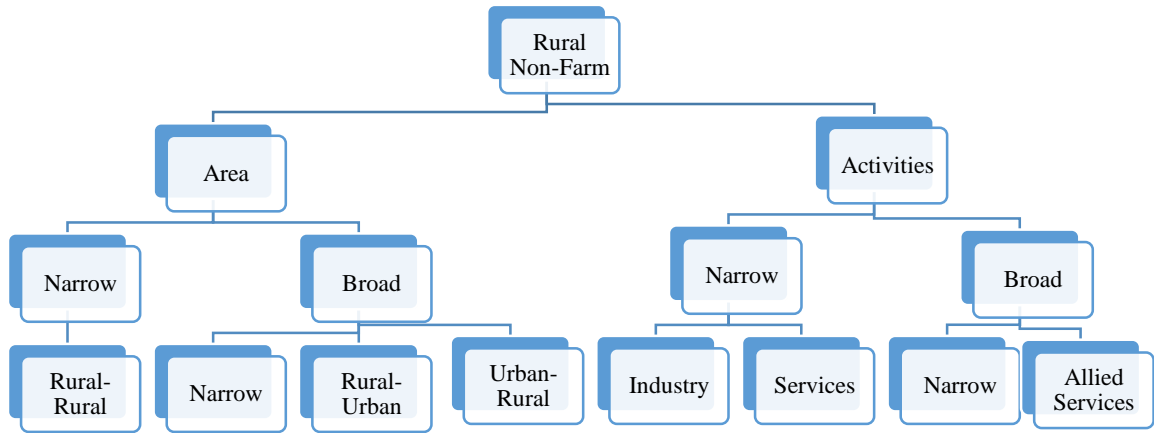 Rural
Non-Farm
Area
Activities
Narrow
Broad
Narrow
Broad
Rural-
Rural
Narrow
Rural-
Urban
Urban-
Rural
Industry
Services
Narrow
Allied
Services